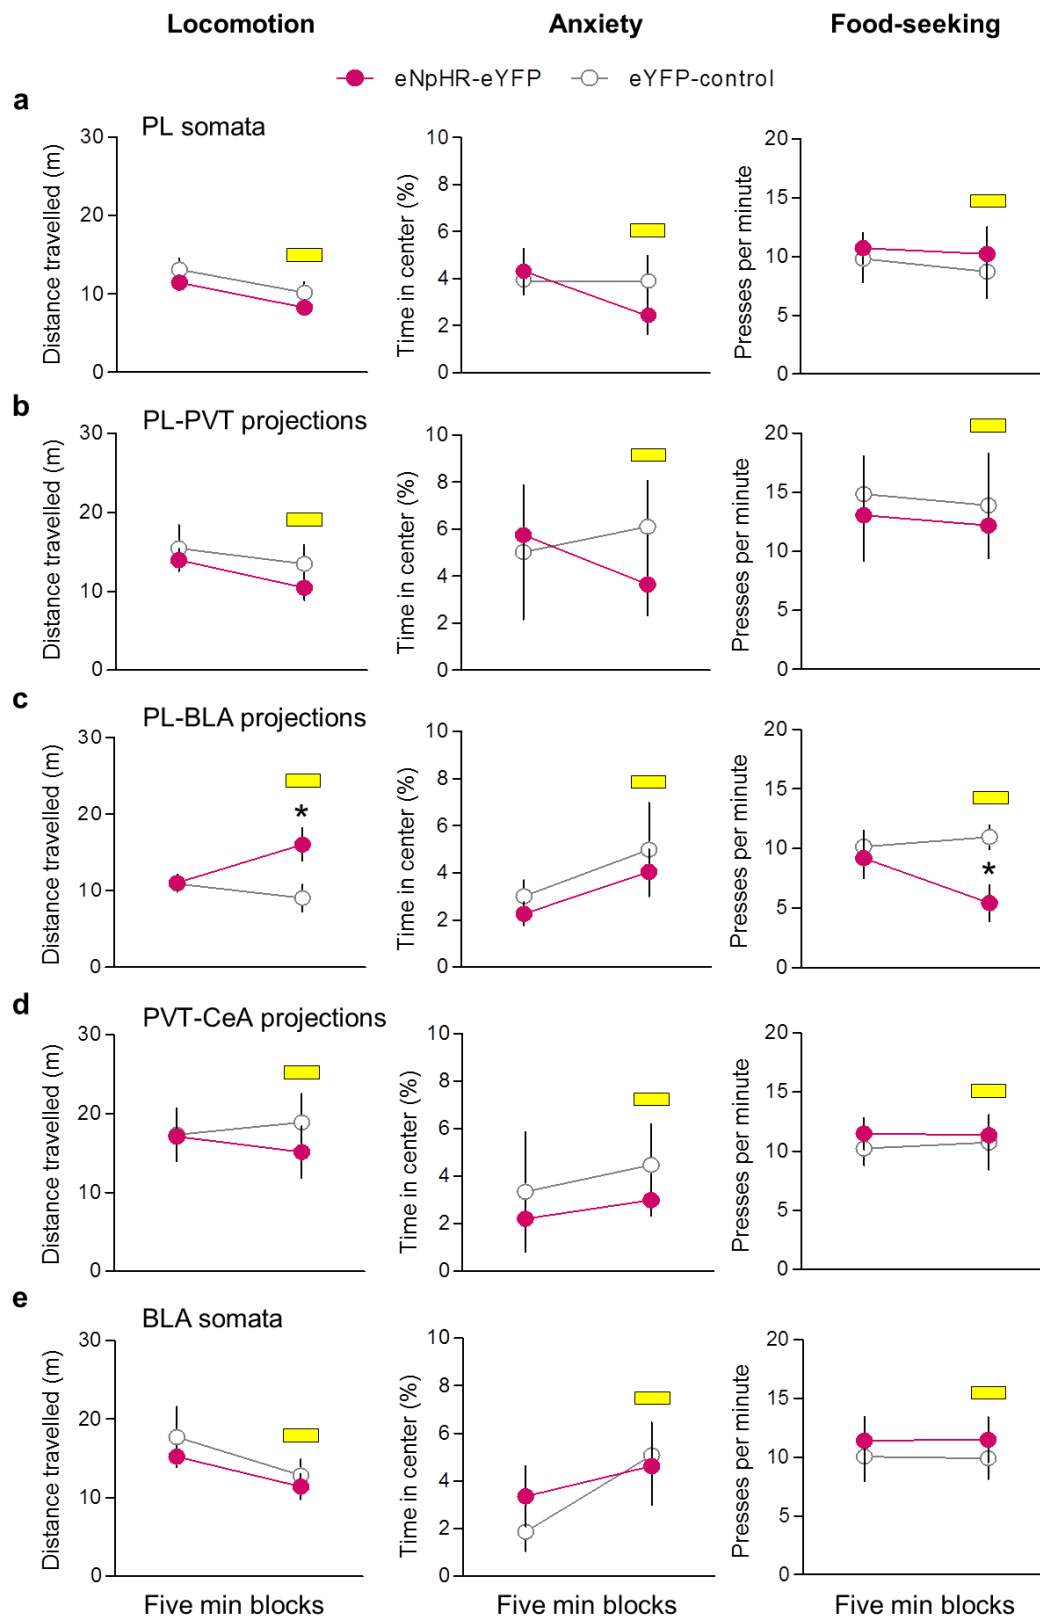 Locomotion Anxiety Food-seeking
eNpHR-eYFP eYFP-control
a
PL somata
Distance travelled (m)
30
20
10
0
Time in center (%)
10
8
6
4
2
0
Presses per minute
20
15
10
5
0
b
PL-PVT projections
Distance travelled (m)
30
20
10
0
Time in center (%)
10
8
6
4
2
0
Presses per minute
20
15
10
5
0
c
PL-BLA projections
Distance travelled (m)
30
20
10
0
*
Time in center (%)
10
8
6
4
2
0
Presses per minute
20
15
10
5
0
*
d
PVT-CeA projections
Distance travelled (m)
30
20
10
0
Time in center (%)
10
8
6
4
2
0
Presses per minute
20
15
10
5
0
e
BLA somata
Distance travelled (m)
30
20
10
0
Time in center (%)
10
8
6
4
2
0
Presses per minute
20
15
10
5
0
Five min blocks Five min blocks Five min blocks